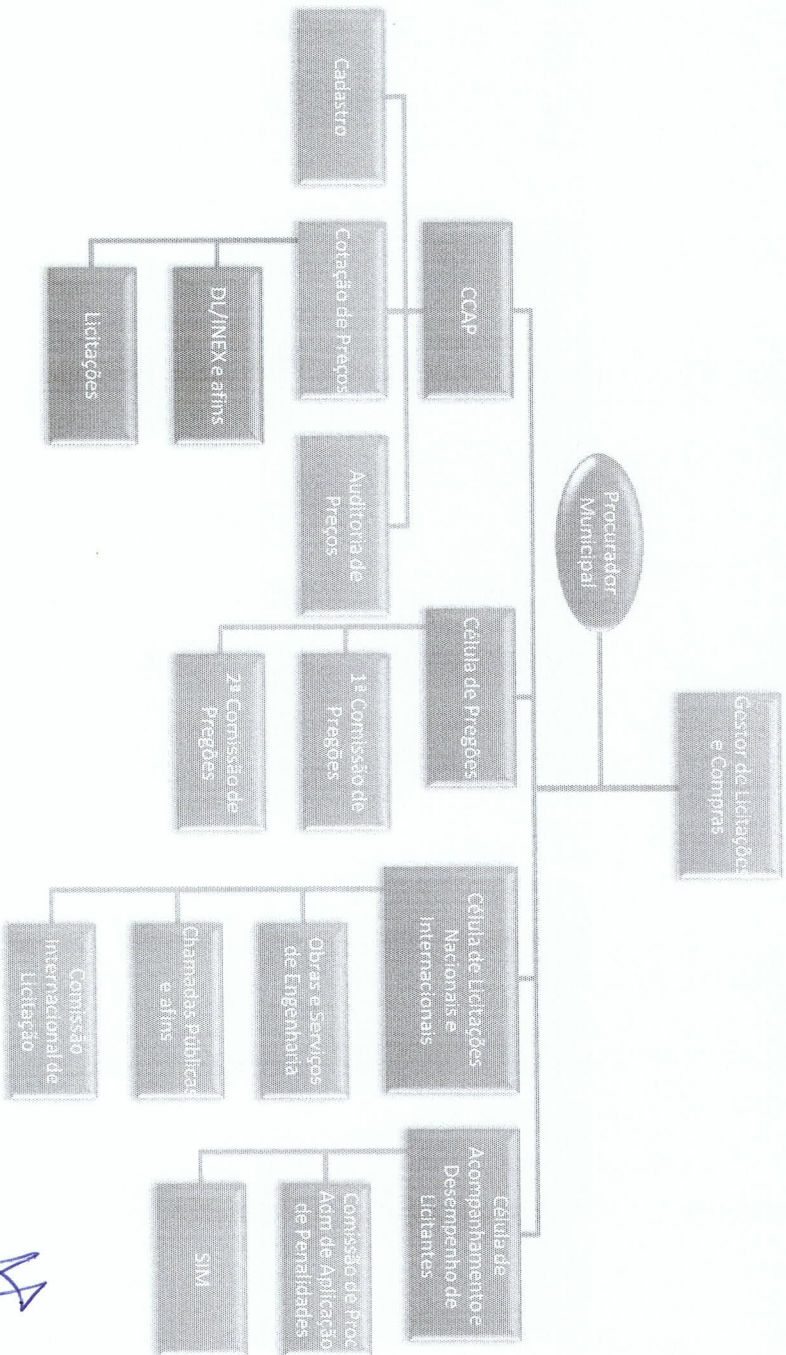 Gestor de Licitações
e Compras
Procurador
Municipal
CCAP
Cadastro
Cotação de Preços
DL/INEX e afins
Licitações
Auditoria de
Preços
Célula de Pregões
1ª Comissão de
Pregões
2ª Comissão de
Pregões
Célula de Licitações
Nacionais e
Internacionais
Obras e Serviços
de Engenharia
Chamadas Públicas
e afins
Comissão
Internacional de
Licitação
Célula de
Acompanhamento e
Desempenho de
Licitantes
Comissão de Proc
Adm de Aplicação
de Penalidades
SIM